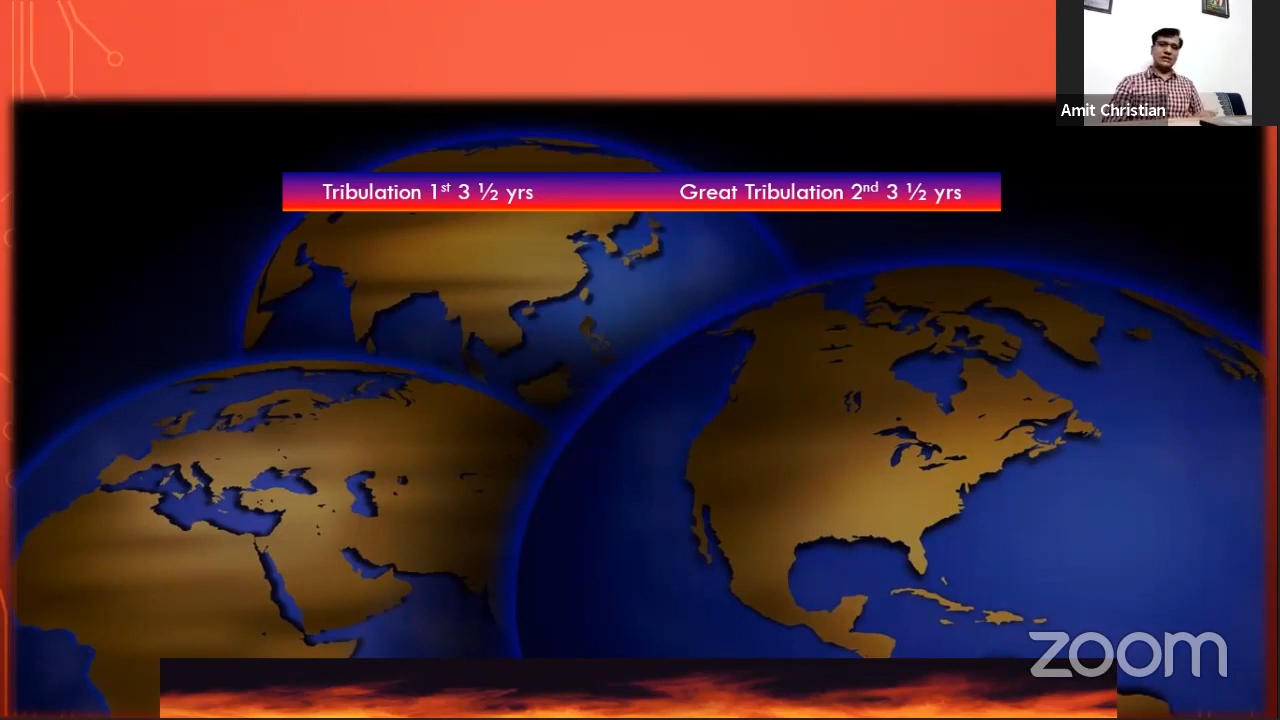 Amit Christian
Tribulation 1st 3 ½ yrs Great Tribulation 2nd 3 ½ yrs
zoom